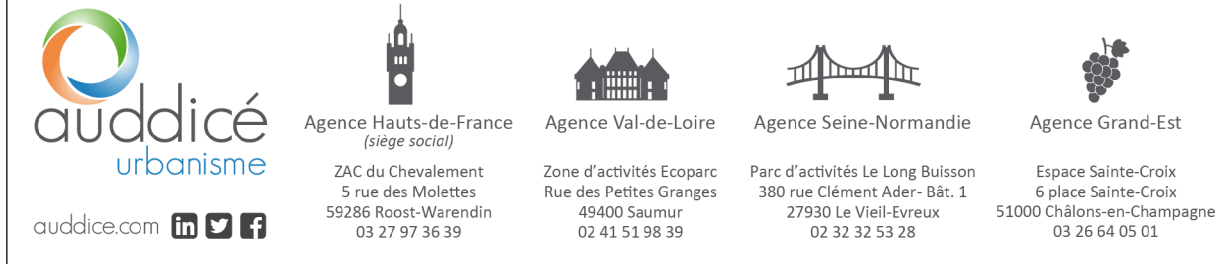 auddicé
urbanisme
auddice.com
Agence Hauts-de-France
(siège social)
ZAC du Chevalement
5 rue des Molettes
59286 Roost-Warendin
03 27 97 36 39
Agence Val-de-Loire
Zone d'activités Ecoparc
Rue des Petites Granges
49400 Saumur
02 41 51 98 39
Agence Seine-Normandie
Parc d'activités Le Long Buisson
380 rue Clément Ader- Bât. 1
27930 Le Vieil-Evreux
02 32 32 53 28
Agence Grand-Est
Espace Sainte-Croix
6 place Sainte-Croix
51000 Châlons-en-Champagne
03 26 64 05 01